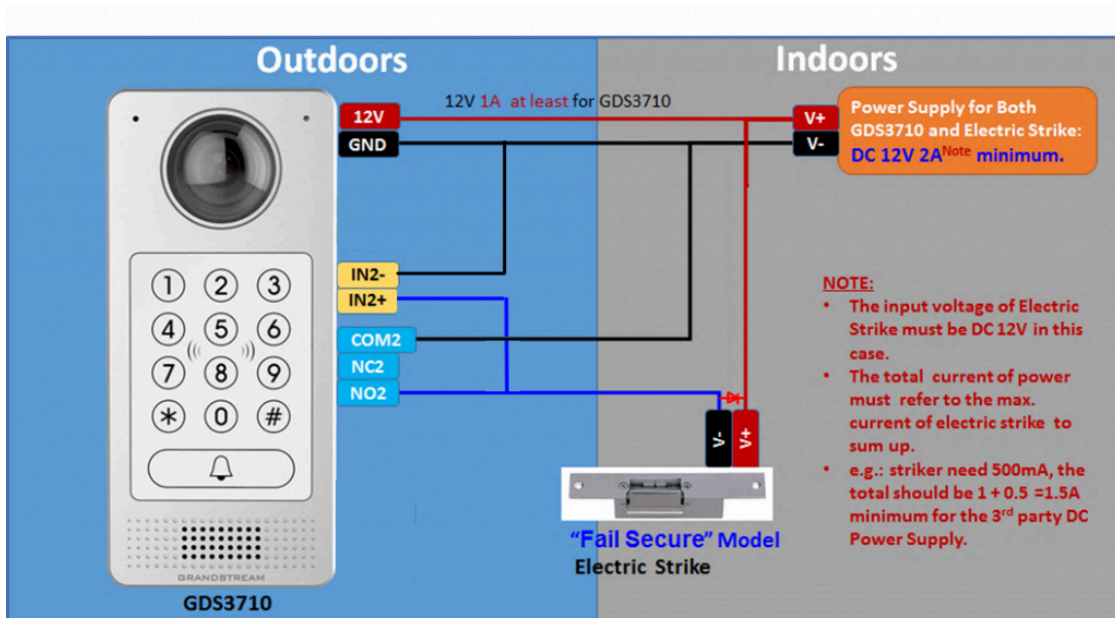 Outdoors
Indoors
12V 1A at least for GDS3710
12V
GND
V+
V-
Power Supply for Both
GDS3710 and Electric Strike:
DC 12V 2ANote minimum.
IN2-
IN2+
COM2
NC2
NO2
1 2 3
4 5 6
7 8 9
* 0 #
GRANDSTREAM
GDS3710
V-
V+
"Fail Secure" Model
Electric Strike
NOTE:
• The input voltage of Electric
Strike must be DC 12V in this
case.
• The total current of power
must refer to the max.
current of electric strike to
sum up.
• e.g.: striker need 500mA, the
total should be 1 + 0.5 =1.5A
minimum for the 3rd party DC
Power Supply.